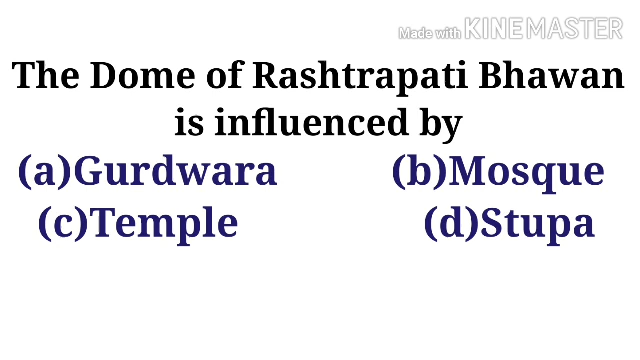 Made with KINEMASTER
The Dome of Rashtrapati Bhawan
is influenced by
(a)Gurdwara (b)Mosque
(c)Temple (d)Stupa